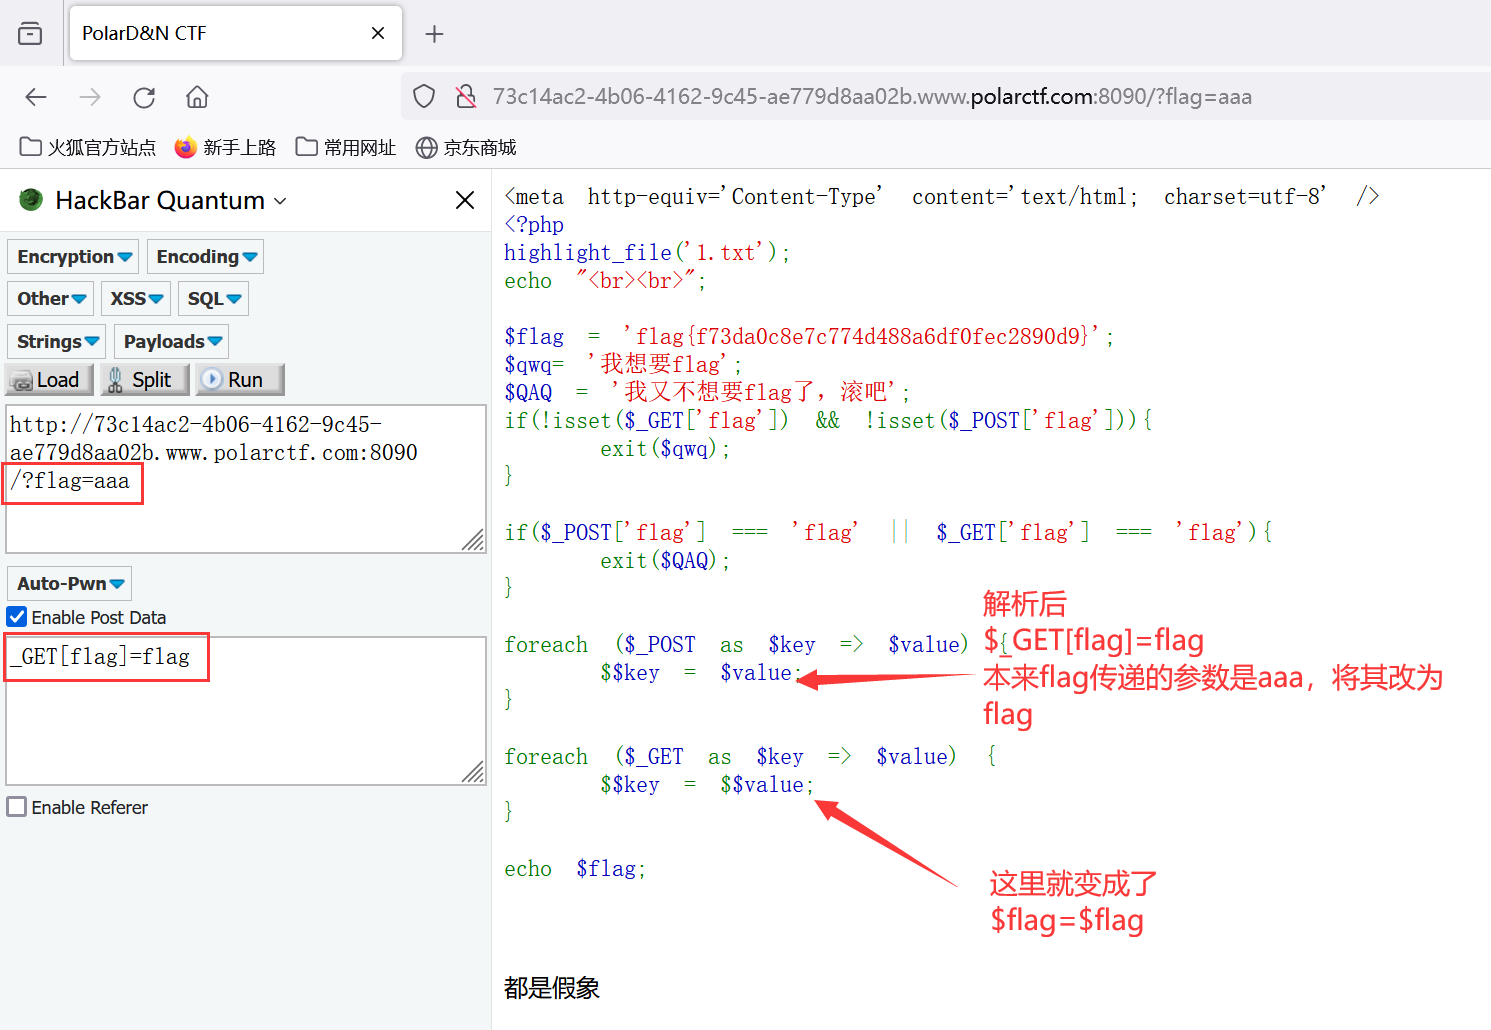 PolarD&N CTF
73c14ac2-4b06-4162-9c45-ae779d8aa02b.www.polarctf.com:8090/?flag=aaa
火狐官方站点 新手上路 常用网址 京东商城
HackBar Quantum
Encryption Encoding
Other XSS SQL
Strings Payloads
Load Split Run
http://73c14ac2-4b06-4162-9c45-
ae779d8aa02b.www.polarctf.com:8090
/?flag=aaa
Auto-Pwn
Enable Post Data
_GET[flag]=flag
Enable Referer
<meta http-equiv='Content-Type' content='text/html; charset=utf-8' />
<?php
highlight_file('1.txt');
echo "<br><br>";
$flag = 'flag{f73da0c8e7c774d488a6df0fec2890d9}';
$qwq= '我想要flag';
$QAQ = '我又不想要flag了，滚吧';
if(!isset($_GET['flag']) && !isset($_POST['flag'])){
exit($qwq);
}
if($_POST['flag'] === 'flag' || $_GET['flag'] === 'flag'){
exit($QAQ);
}
foreach ($_POST as $key => $value) {
$$key = $value;
}
foreach ($_GET as $key => $value) {
$$key = $$value;
}
echo $flag;
都是假象
解析后
$_GET[flag]=flag
本来flag传递的参数是aaa，将其改为
flag
这里就变成了
$flag=$flag